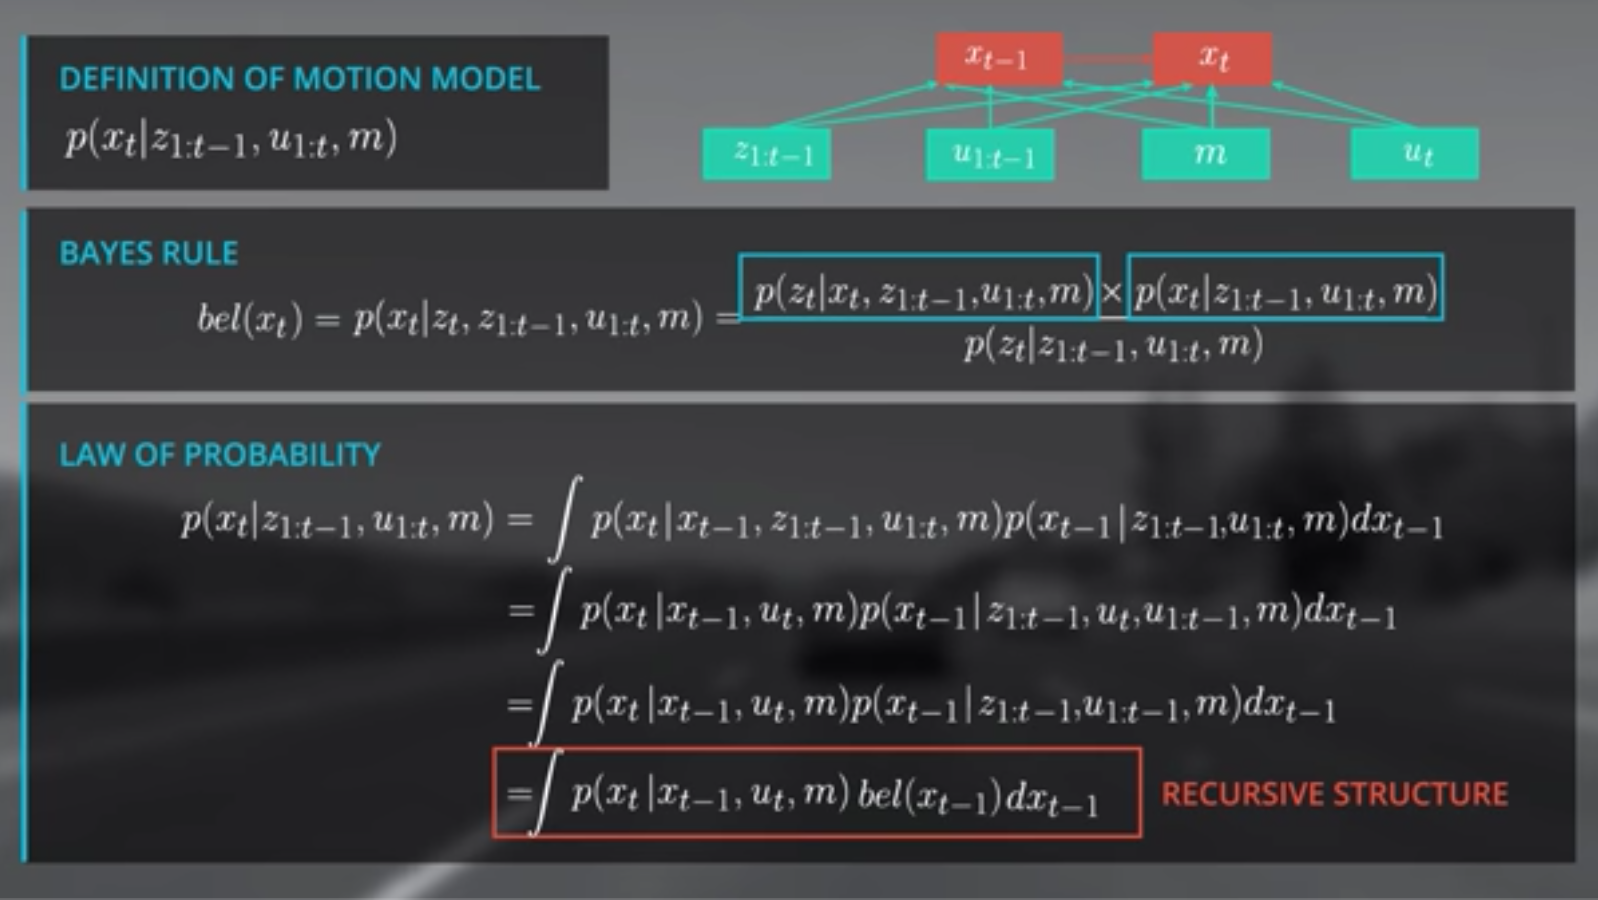 DEFINITION OF MOTION MODEL
p(x_t|z_{1:t-1}, u_{1:t}, m)
x_{t-1} x_t
z_{1:t-1} u_{1:t-1} m u_t
BAYES RULE
bel(x_t) = p(x_t|z_t, z_{1:t-1}, u_{1:t}, m) = \frac{p(z_t|x_t, z_{1:t-1}, u_{1:t}, m) × p(x_t|z_{1:t-1}, u_{1:t}, m)}{p(z_t|z_{1:t-1}, u_{1:t}, m)}
LAW OF PROBABILITY
p(x_t|z_{1:t-1}, u_{1:t}, m) = ∫ p(x_t|x_{t-1}, z_{1:t-1}, u_{1:t}, m)p(x_{t-1}|z_{1:t-1}, u_{1:t}, m)dx_{t-1}
= ∫ p(x_t|x_{t-1}, u_t, m)p(x_{t-1}|z_{1:t-1}, u_t, u_{1:t-1}, m)dx_{t-1}
= ∫ p(x_t|x_{t-1}, u_t, m)p(x_{t-1}|z_{1:t-1}, u_{1:t-1}, m)dx_{t-1}
= ∫ p(x_t|x_{t-1}, u_t, m) bel(x_{t-1})dx_{t-1} RECURSIVE STRUCTURE